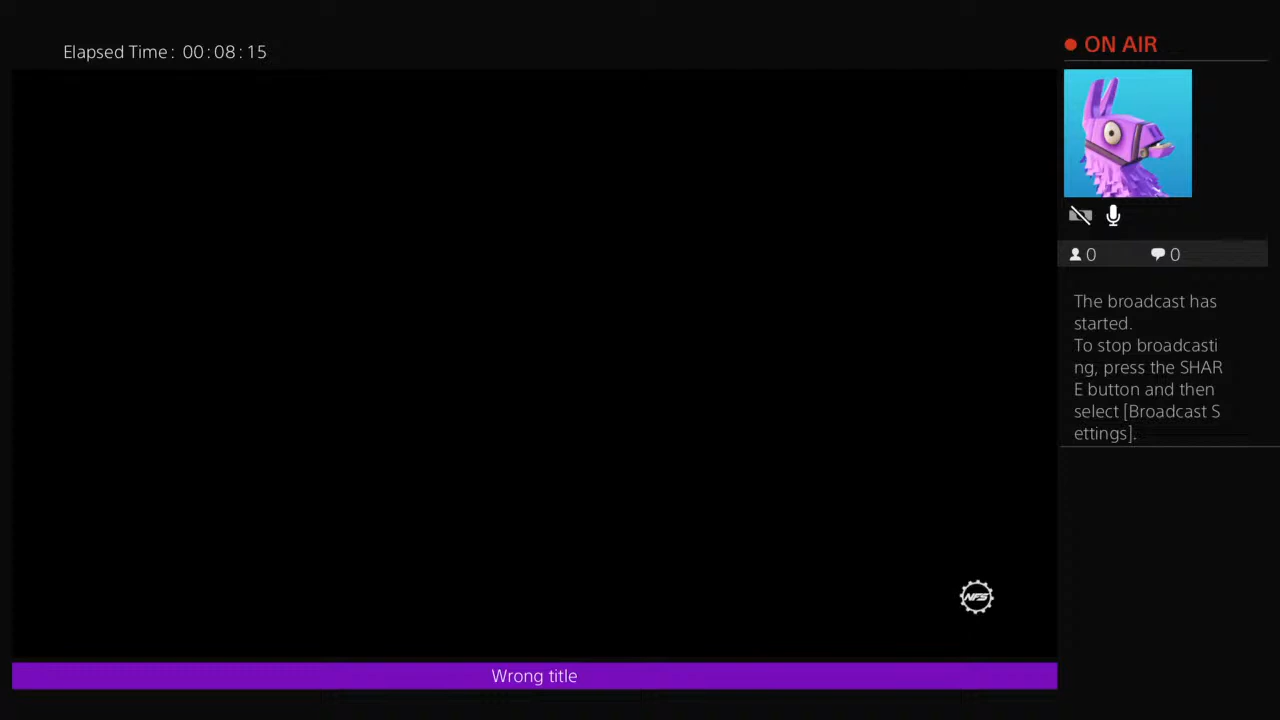 Elapsed Time: 00:08:15
ON AIR
0 0
The broadcast has
started.
To stop broadcasti
ng, press the SHAR
E button and then
select [Broadcast S
ettings].
NFS
Wrong title